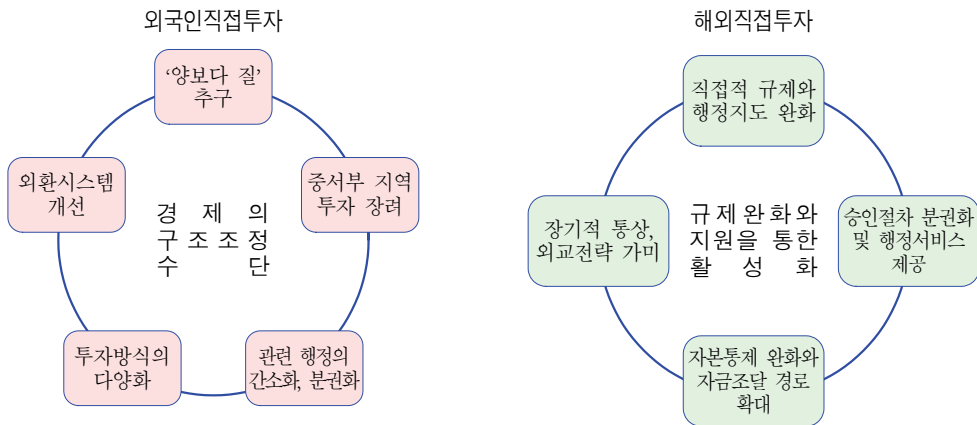 외국인직접투자
‘양보다 질’
추구
외환시스템
개선
중서부 지역
투자 장려
경 제 의
구조조정
수 단
투자방식의
다양화
관련 행정의
간소화, 분권화
해외직접투자
직접적 규제와
행정지도 완화
장기적 통상,
외교전략 가미
규제완화와
지원을 통한
활 성 화
승인절차 분권화
및 행정서비스
제공
자본통제 완화와
자금조달 경로
확대